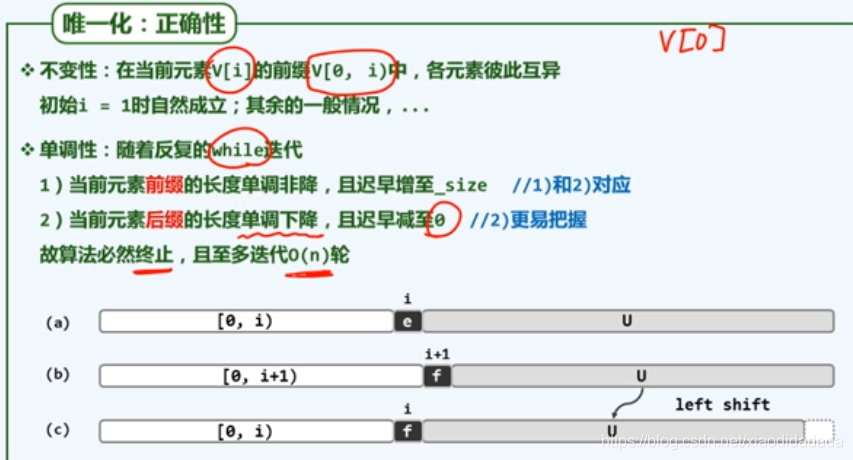 唯一化：正确性
V[0]
❖ 不变性：在当前元素V[i]的前缀V[0, i)中，各元素彼此互异
初始i = 1时自然成立；其余的一般情况，...
❖ 单调性：随着反复的while迭代
1）当前元素前缀的长度单调非降，且迟早增至_size //1)和2)对应
2）当前元素后缀的长度单调下降，且迟早减至0 //2)更易把握
故算法必然终止，且至多迭代O(n)轮
i
(a) [0, i) e U
i+1
(b) [0, i+1) f U
i left shift
(c) [0, i) f U
https://blog.csdn.net/xiaodidadada